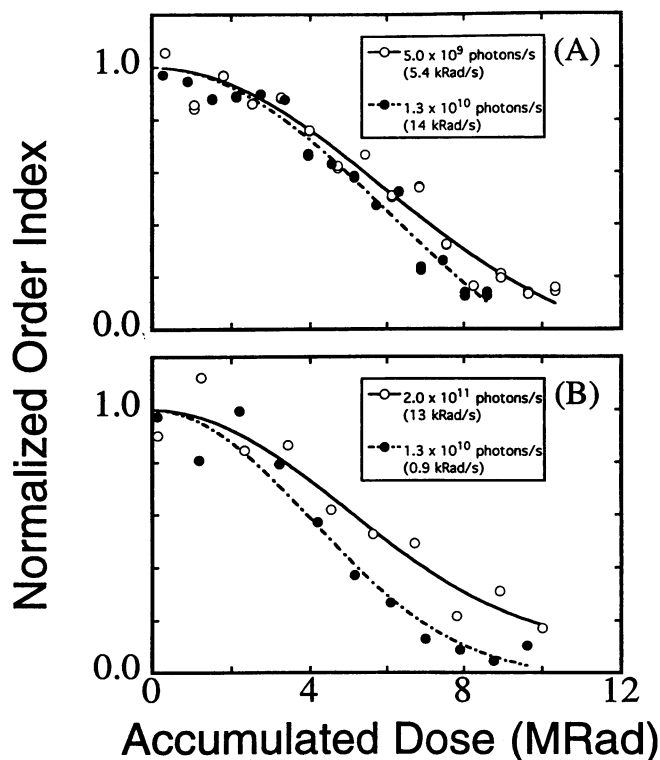 Normalized Order Index
(A)
1.0
0.0
5.0 x 10⁹ photons/s
(5.4 kRad/s)
1.3 x 10¹⁰ photons/s
(14 kRad/s)
(B)
1.0
0.0
2.0 x 10¹¹ photons/s
(13 kRad/s)
1.3 x 10¹⁰ photons/s
(0.9 kRad/s)
0 4 8 12
Accumulated Dose (MRad)